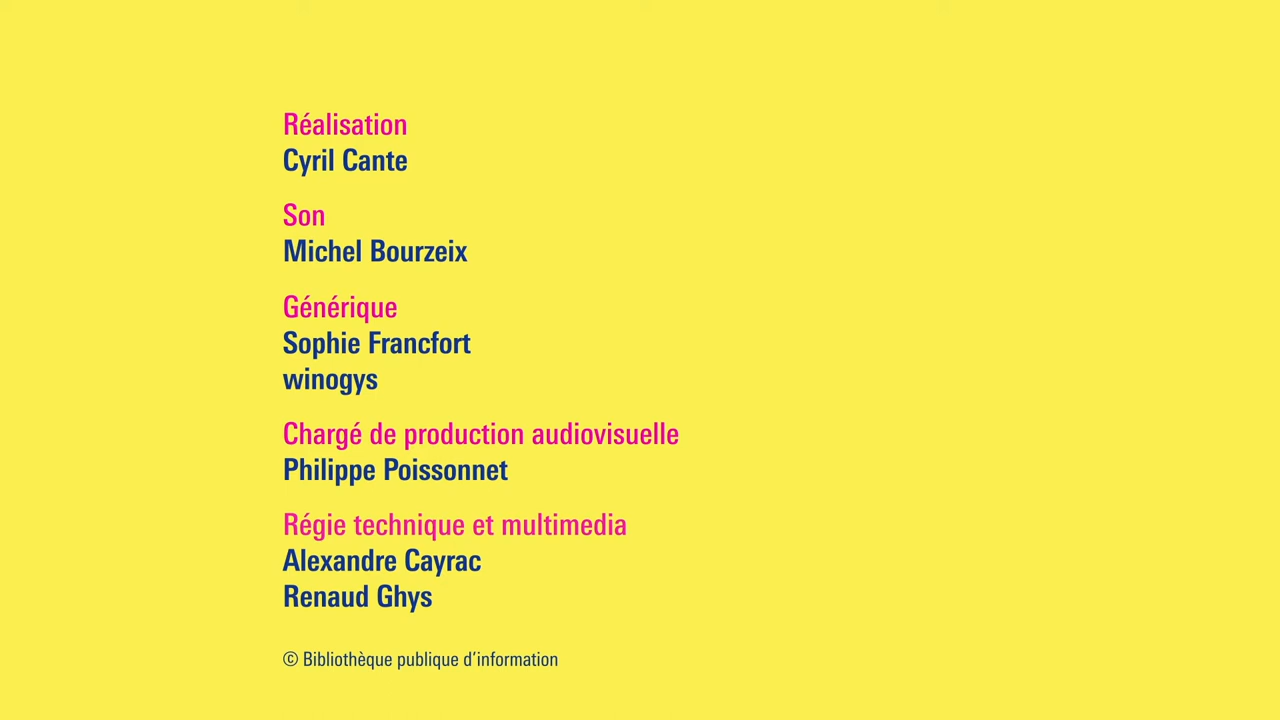 Réalisation
Cyril Cante
Son
Michel Bourzeix
Générique
Sophie Francfort
winogys
Chargé de production audiovisuelle
Philippe Poissonnet
Régie technique et multimedia
Alexandre Cayrac
Renaud Ghys
© Bibliothèque publique d’information